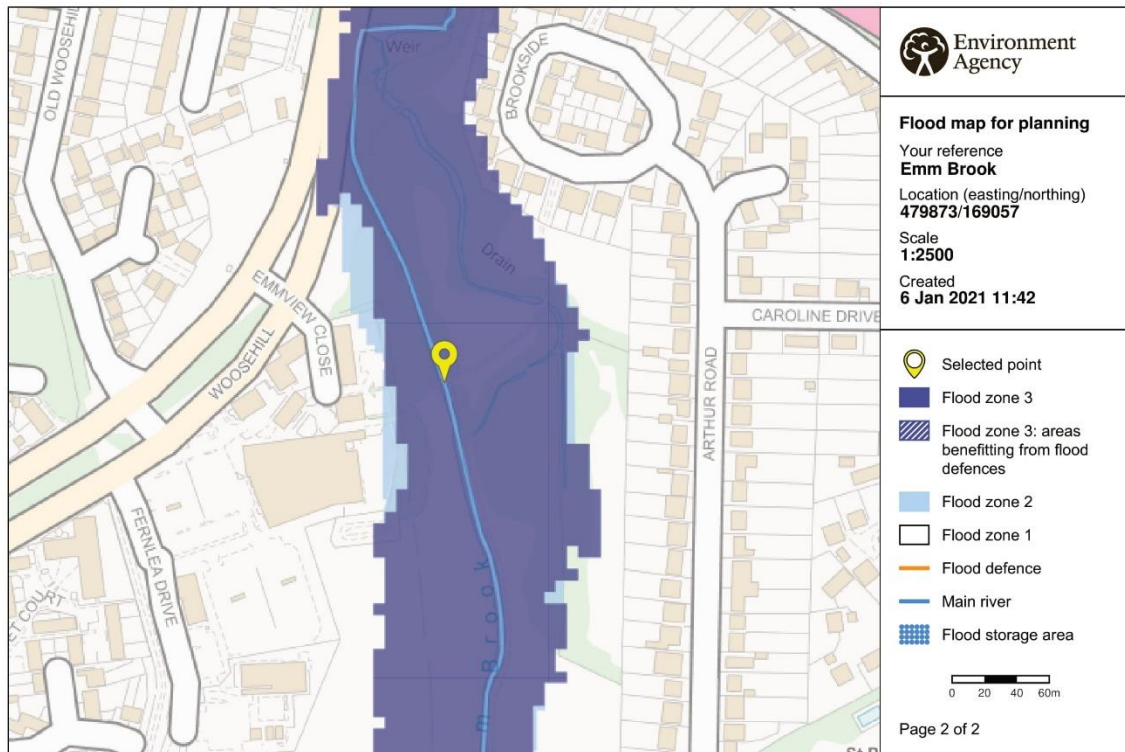 OLD WOOSEHILL
Weir
BROOKSIDE
Drain
EMMVIEW CLOSE
WOOSEHILL
CAROLINE DRIVE
ARTHUR ROAD
FERNLEA DRIVE
m Brook
Environment
Agency
Flood map for planning
Your reference
Emm Brook
Location (easting/northing)
479873/169057
Scale
1:2500
Created
6 Jan 2021 11:42
Selected point
Flood zone 3
Flood zone 3: areas
benefitting from flood
defences
Flood zone 2
Flood zone 1
Flood defence
Main river
Flood storage area
0 20 40 60m
Page 2 of 2